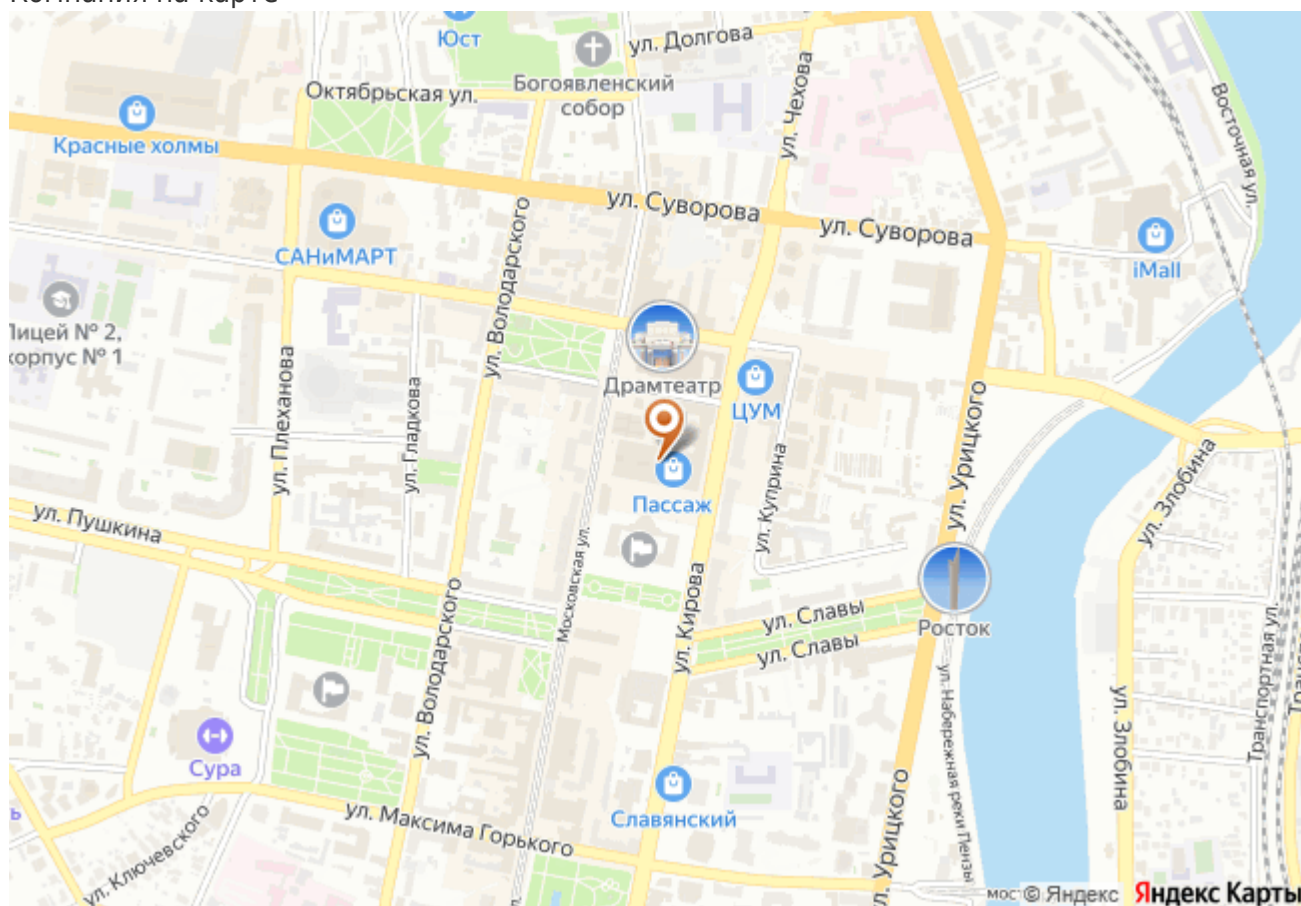 Компания на карте
Юст
ул. Долгова
Богоявленский
собор
Октябрьская ул.
ул. Чехова
Восточная ул.
Красные холмы
ул. Суворова
ул. Суворова
САНиМАРТ
iMall
ул. Володарского
Лицей № 2,
корпус № 1
Драмтеатр
ЦУМ
ул. Плеханова
ул. Гладкова
ул. Урицкого
ул. Злобина
Пассаж
ул. Куприна
ул. Пушкина
Московская ул.
ул. Кирова
ул. Славы
ул. Славы
Росток
ул. Володарского
ул. Набережная реки Пензы
Транспортная ул.
ул. Злобина
Сура
Славянский
ул. Максима Горького
ул. Ключевского
ул. Урицкого
© Яндекс
Яндекс Карты